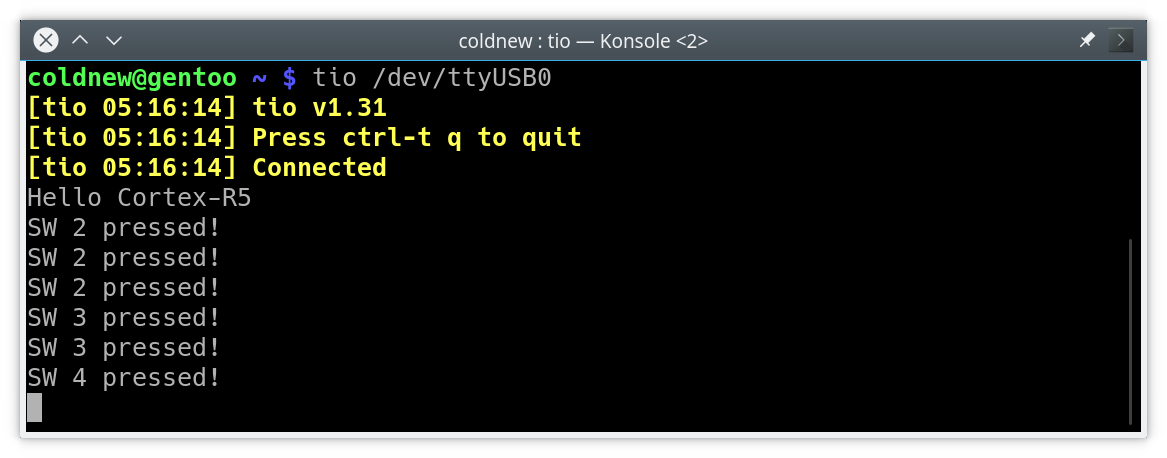 coldnew : tio — Konsole <2>
coldnew@gentoo ~ $ tio /dev/ttyUSB0
[tio 05:16:14] tio v1.31
[tio 05:16:14] Press ctrl-t q to quit
[tio 05:16:14] Connected
Hello Cortex-R5
SW 2 pressed!
SW 2 pressed!
SW 2 pressed!
SW 3 pressed!
SW 3 pressed!
SW 4 pressed!